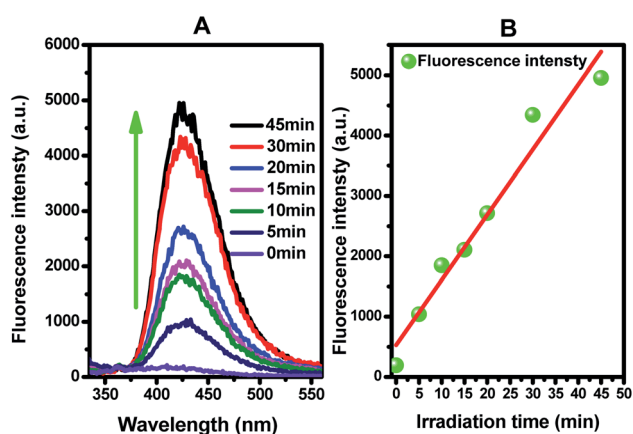 A
Fluorescence intensty (a.u.)
6000
5000
4000
3000
2000
1000
0
45min
30min
20min
15min
10min
5min
0min
350 400 450 500 550
Wavelength (nm)
B
Fluorescence intensty (a.u.)
Fluorescence intensty
5000
4000
3000
2000
1000
0
0 5 10 15 20 25 30 35 40 45 50
Irradiation time (min)